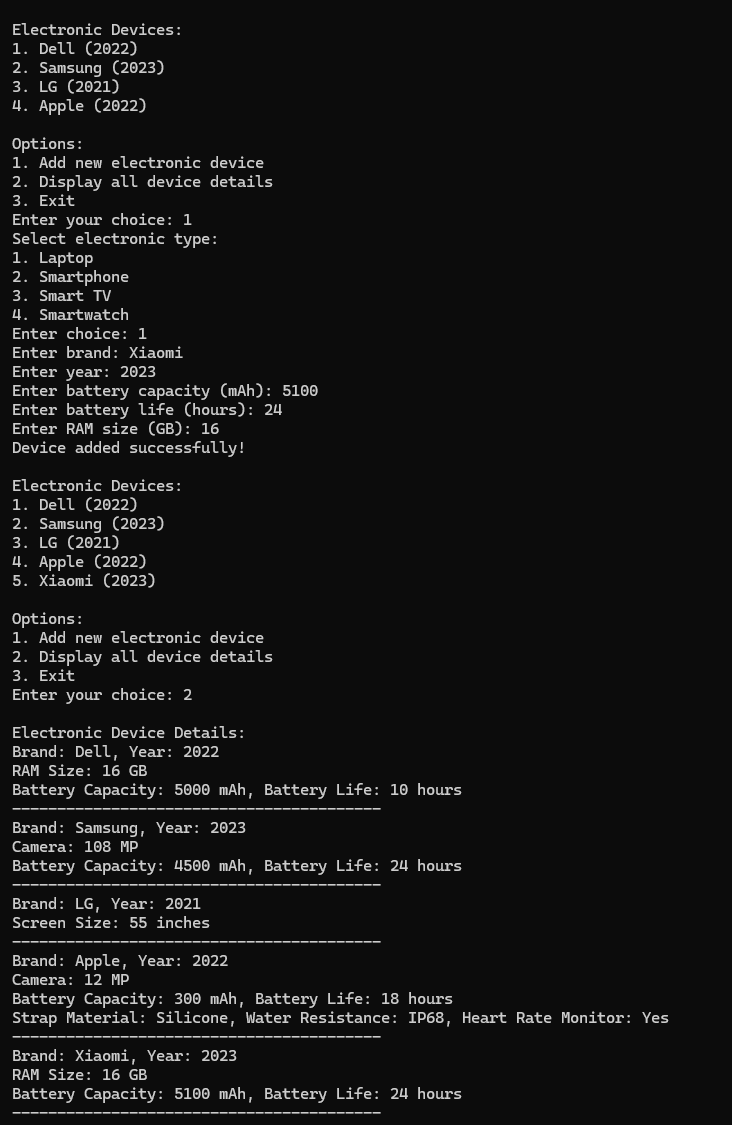 Electronic Devices:
1. Dell (2022)
2. Samsung (2023)
3. LG (2021)
4. Apple (2022)

Options:
1. Add new electronic device
2. Display all device details
3. Exit
Enter your choice: 1
Select electronic type:
1. Laptop
2. Smartphone
3. Smart TV
4. Smartwatch
Enter choice: 1
Enter brand: Xiaomi
Enter year: 2023
Enter battery capacity (mAh): 5100
Enter battery life (hours): 24
Enter RAM size (GB): 16
Device added successfully!

Electronic Devices:
1. Dell (2022)
2. Samsung (2023)
3. LG (2021)
4. Apple (2022)
5. Xiaomi (2023)

Options:
1. Add new electronic device
2. Display all device details
3. Exit
Enter your choice: 2

Electronic Device Details:
Brand: Dell, Year: 2022
RAM Size: 16 GB
Battery Capacity: 5000 mAh, Battery Life: 10 hours
-----------------------------------------
Brand: Samsung, Year: 2023
Camera: 108 MP
Battery Capacity: 4500 mAh, Battery Life: 24 hours
-----------------------------------------
Brand: LG, Year: 2021
Screen Size: 55 inches
-----------------------------------------
Brand: Apple, Year: 2022
Camera: 12 MP
Battery Capacity: 300 mAh, Battery Life: 18 hours
Strap Material: Silicone, Water Resistance: IP68, Heart Rate Monitor: Yes
-----------------------------------------
Brand: Xiaomi, Year: 2023
RAM Size: 16 GB
Battery Capacity: 5100 mAh, Battery Life: 24 hours
-----------------------------------------